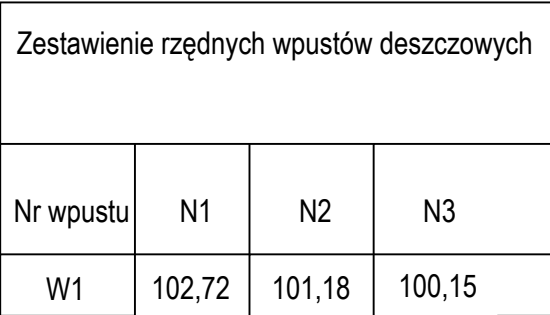 Zestawienie rzędnych wpustów deszczowych
Nr wpustu N1 N2 N3
W1 102,72 101,18 100,15